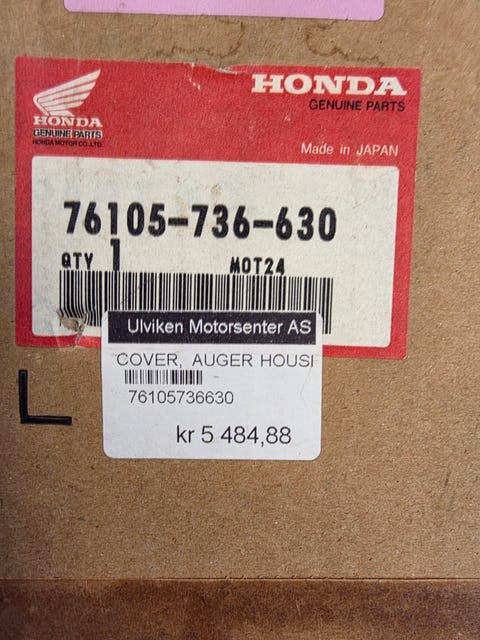 HONDA
GENUINE PARTS
HONDA MOTOR CO.,LTD.
HONDA
GENUINE PARTS
Made in JAPAN
76105-736-630
QTY 1 MOT24
Ulviken Motorsenter AS
COVER, AUGER HOUSI
76105736630
kr 5 484,88
L